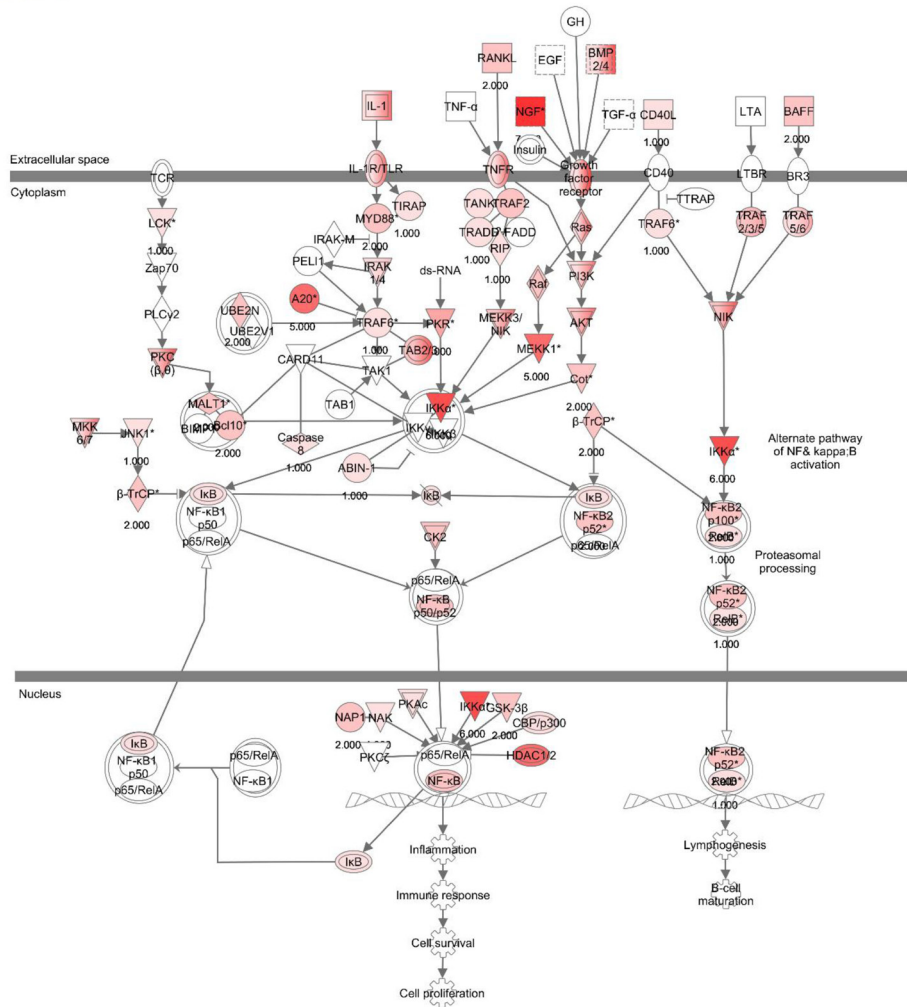 GH
RANKL
2.000
EGF
BMP
2/4
IL-1
TNF-α
NGF*
TGF-α
CD40L
1.000
LTA
BAFF
2.000
Insulin
Extracellular space
Cytoplasm
TCR
IL-1R/TLR
TNFR
Growth
factor
receptor
CD40
LTBR
BR3
TTRAP
LCK*
1.000
MYD88*
2.000
TIRAP
1.000
TANK
TRAF2
TRADD
FADD
RIP
1.000
1.000
Ras
TRAF6*
1.000
TRAF
2/3/5
TRAF
5/6
IRAK-M
Zap70
PELI1
IRAK
1/4
ds-RNA
Raf
PI3K
A20*
5.000
UBE2N
UBE2V1
2.000
PLCγ2
TRAF6*
1.000
PKR*
MEKK3/
NIK
AKT
NIK
PKC
(β,θ)
CARD11
TAB2/3
TAK1
MEKK1*
5.000
Cot*
2.000
TAB1
MALT1*
Bcl10*
2.000
IKKα*
6.000
β-TrCP*
2.000
MKK
6/7
JNK1*
1.000
Caspase
8
1.000
ABIN-1
1.000
IKKα*
6.000
Alternate pathway
of NF& kappa;B
activation
β-TrCP*
2.000
IκB
NF-κB1
p50
p65/RelA
IκB
IκB
NF-κB2
p52*
p65/RelA
NF-κB2
p100*
RelB*
1.000
CK2
Proteasomal
processing
p65/RelA
NF-κB
p50/p52
NF-κB2
p52*
RelB*
1.000
Nucleus
NAP1
2.000
NAK
PKAc
IKKα*
6.000
GSK-3β
2.000
CBP/p300
PKCζ
p65/RelA
NF-κB
HDAC1/2
IκB
NF-κB1
p50
p65/RelA
p65/RelA
NF-κB1
NF-κB2
p52*
RelB*
1.000
IκB
Inflammation
Immune response
Cell survival
Cell proliferation
Lymphogenesis
B-cell
maturation